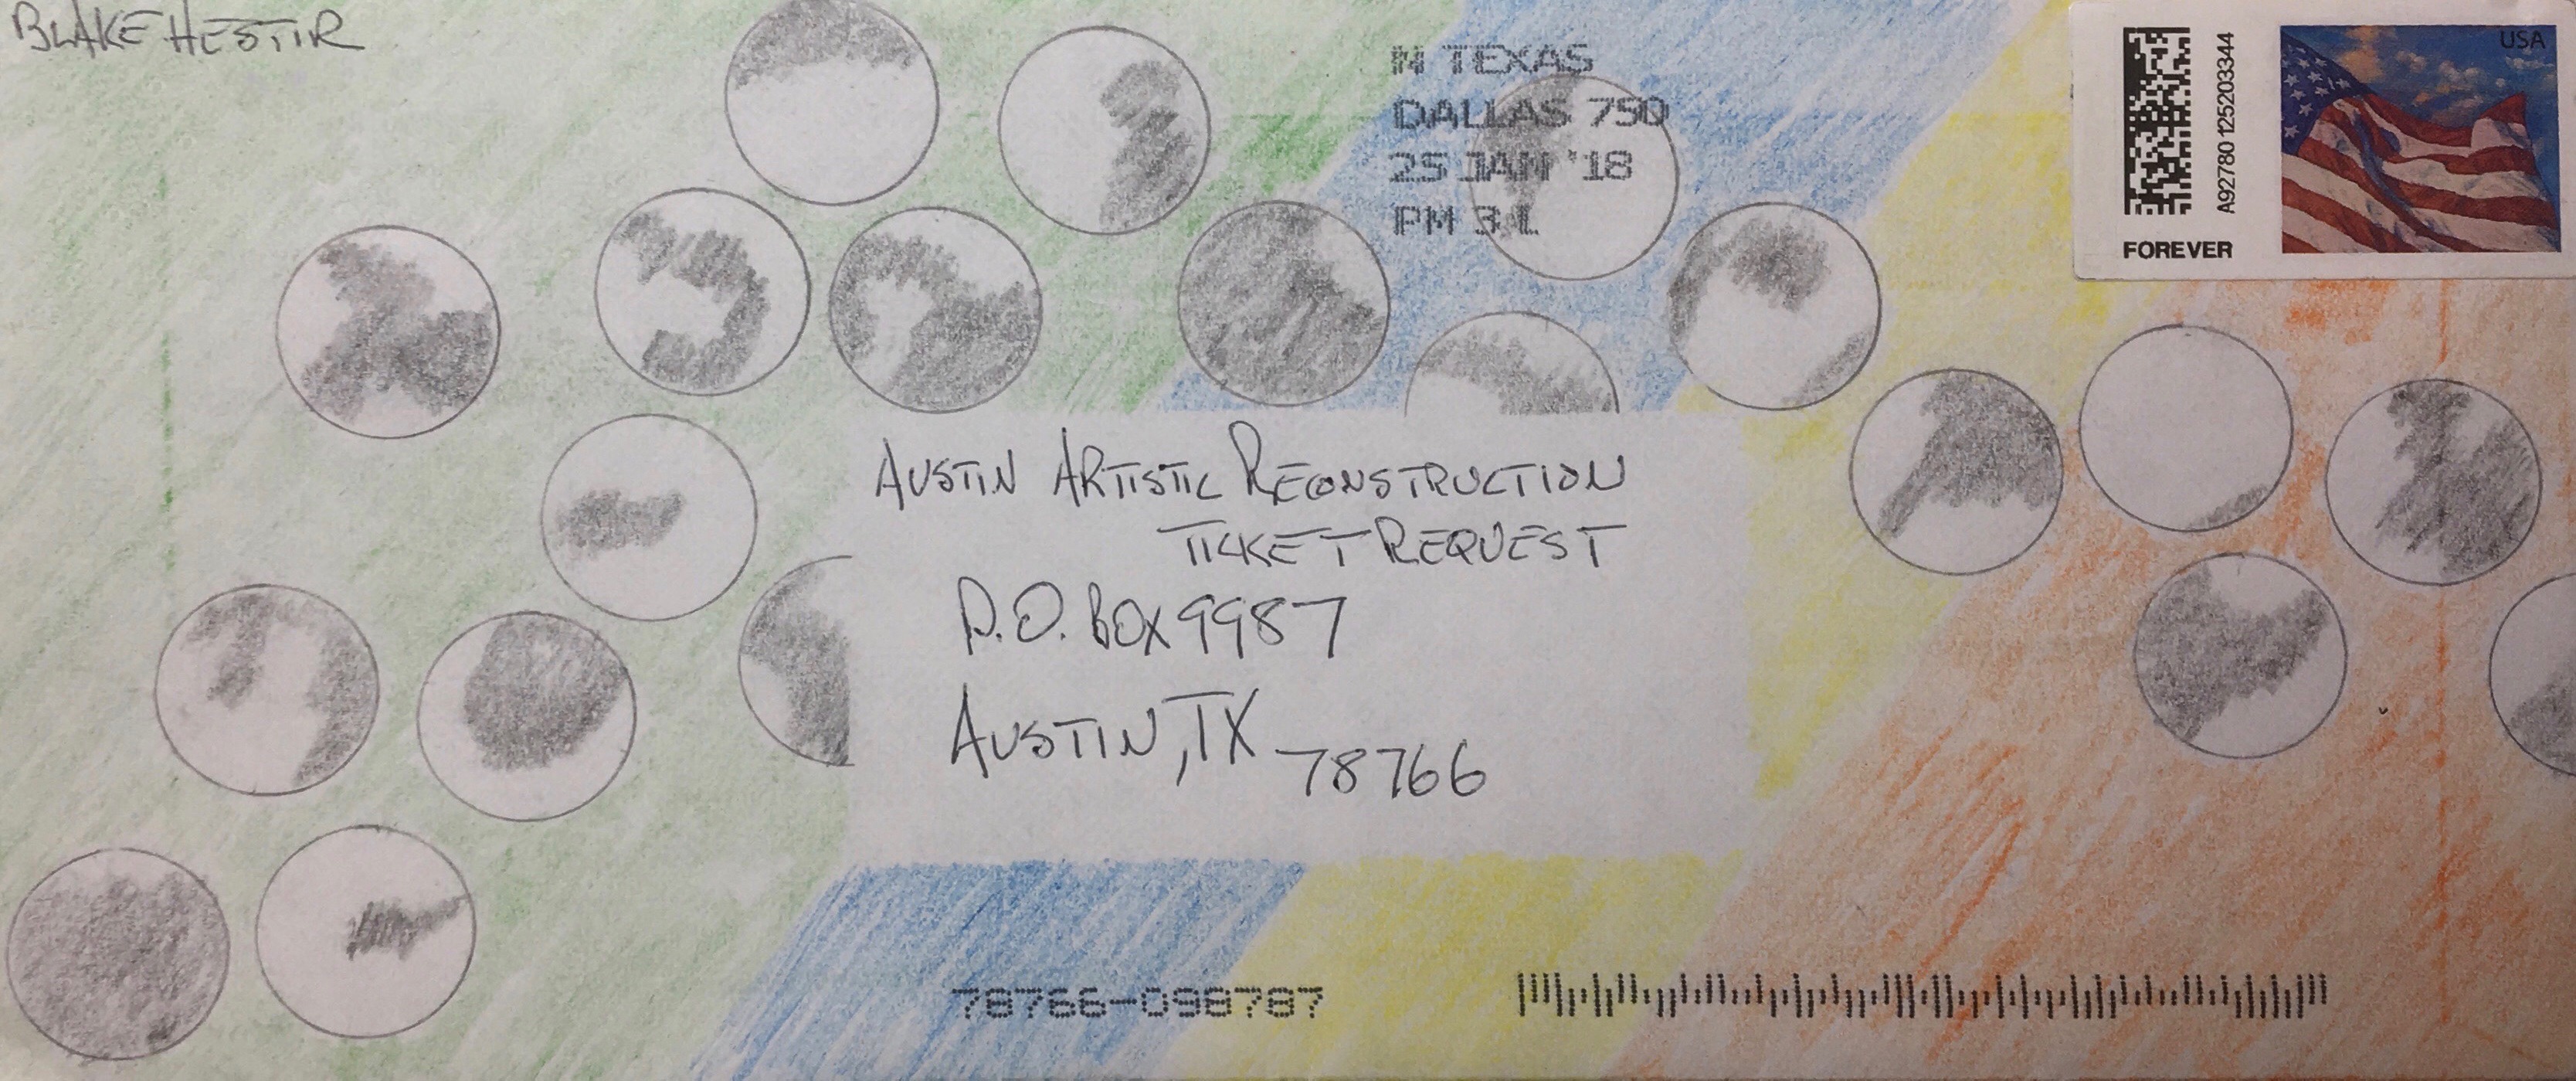 BLAKE HESTIR
N TEXAS
DALLAS 750
25 JAN '18
PM 3 L
A92780 125203344
USA
FOREVER
AUSTIN ARTISTIC RECONSTRUCTION
TICKET REQUEST
P.O. BOX 9987
AUSTIN, TX 78766
78766-098787